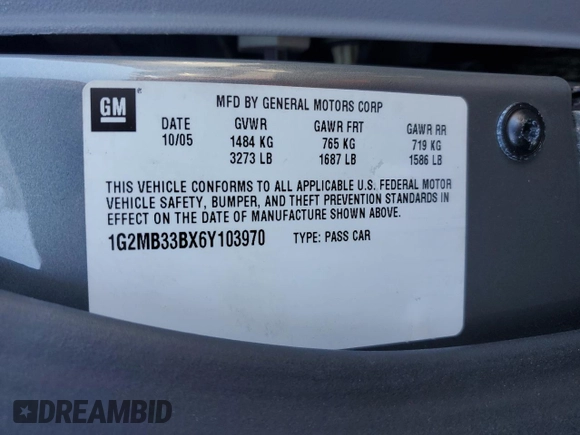 GM
MFD BY GENERAL MOTORS CORP
DATE GVWR GAWR FRT GAWR RR
10/05 1484 KG 765 KG 719 KG
3273 LB 1687 LB 1586 LB
THIS VEHICLE CONFORMS TO ALL APPLICABLE U.S. FEDERAL MOTOR
VEHICLE SAFETY, BUMPER, AND THEFT PREVENTION STANDARDS IN
EFFECT ON THE DATE OF MANUFACTURE SHOWN ABOVE.
1G2MB33BX6Y103970 TYPE: PASS CAR
DREAMBID